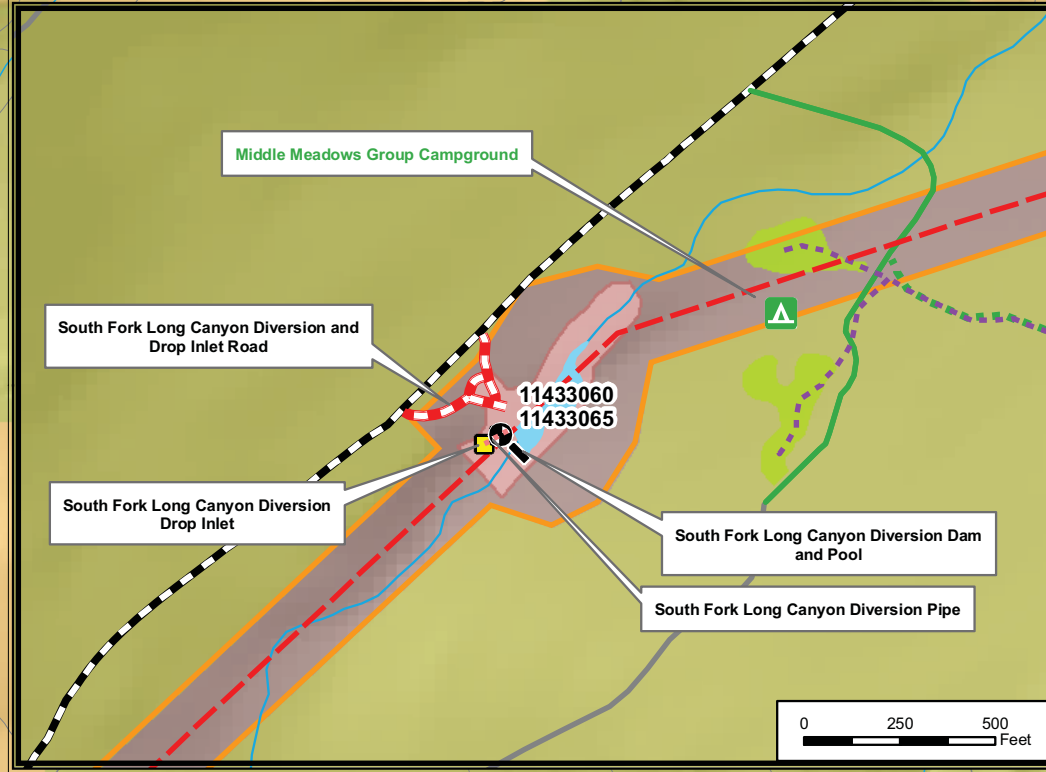 Middle Meadows Group Campground
South Fork Long Canyon Diversion and
Drop Inlet Road
11433060
11433065
South Fork Long Canyon Diversion
Drop Inlet
South Fork Long Canyon Diversion Dam
and Pool
South Fork Long Canyon Diversion Pipe
0 250 500
Feet